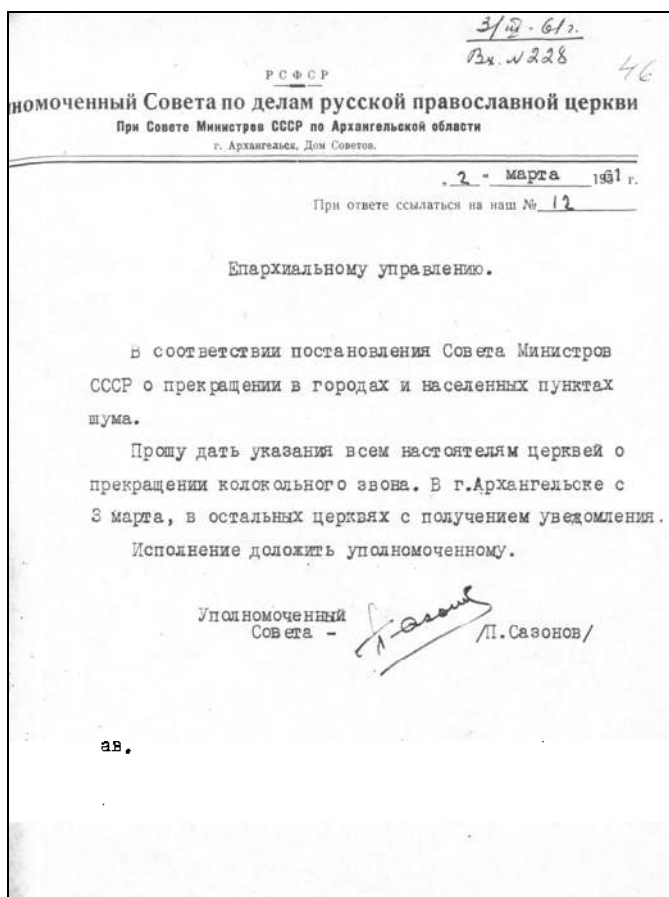 3/III-61г.
Вх. № 228
46
РСФСР
номоченный Совета по делам русской православной церкви
При Совете Министров СССР по Архангельской области
г. Архангельск, Дом Советов.
„ 2 " марта 1961 г.
При ответе ссылаться на наш № 12
Епархиальному управлению.
В соответствии постановления Совета Министров
СССР о прекращении в городах и населенных пунктах
шума.
Прошу дать указания всем настоятелям церквей о
прекращении колокольного звона. В г.Архангельске с
3 марта, в остальных церквях с получением уведомления.
Исполнение доложить уполномоченному.
Уполномоченный
Совета - /П.Сазонов/
ав.